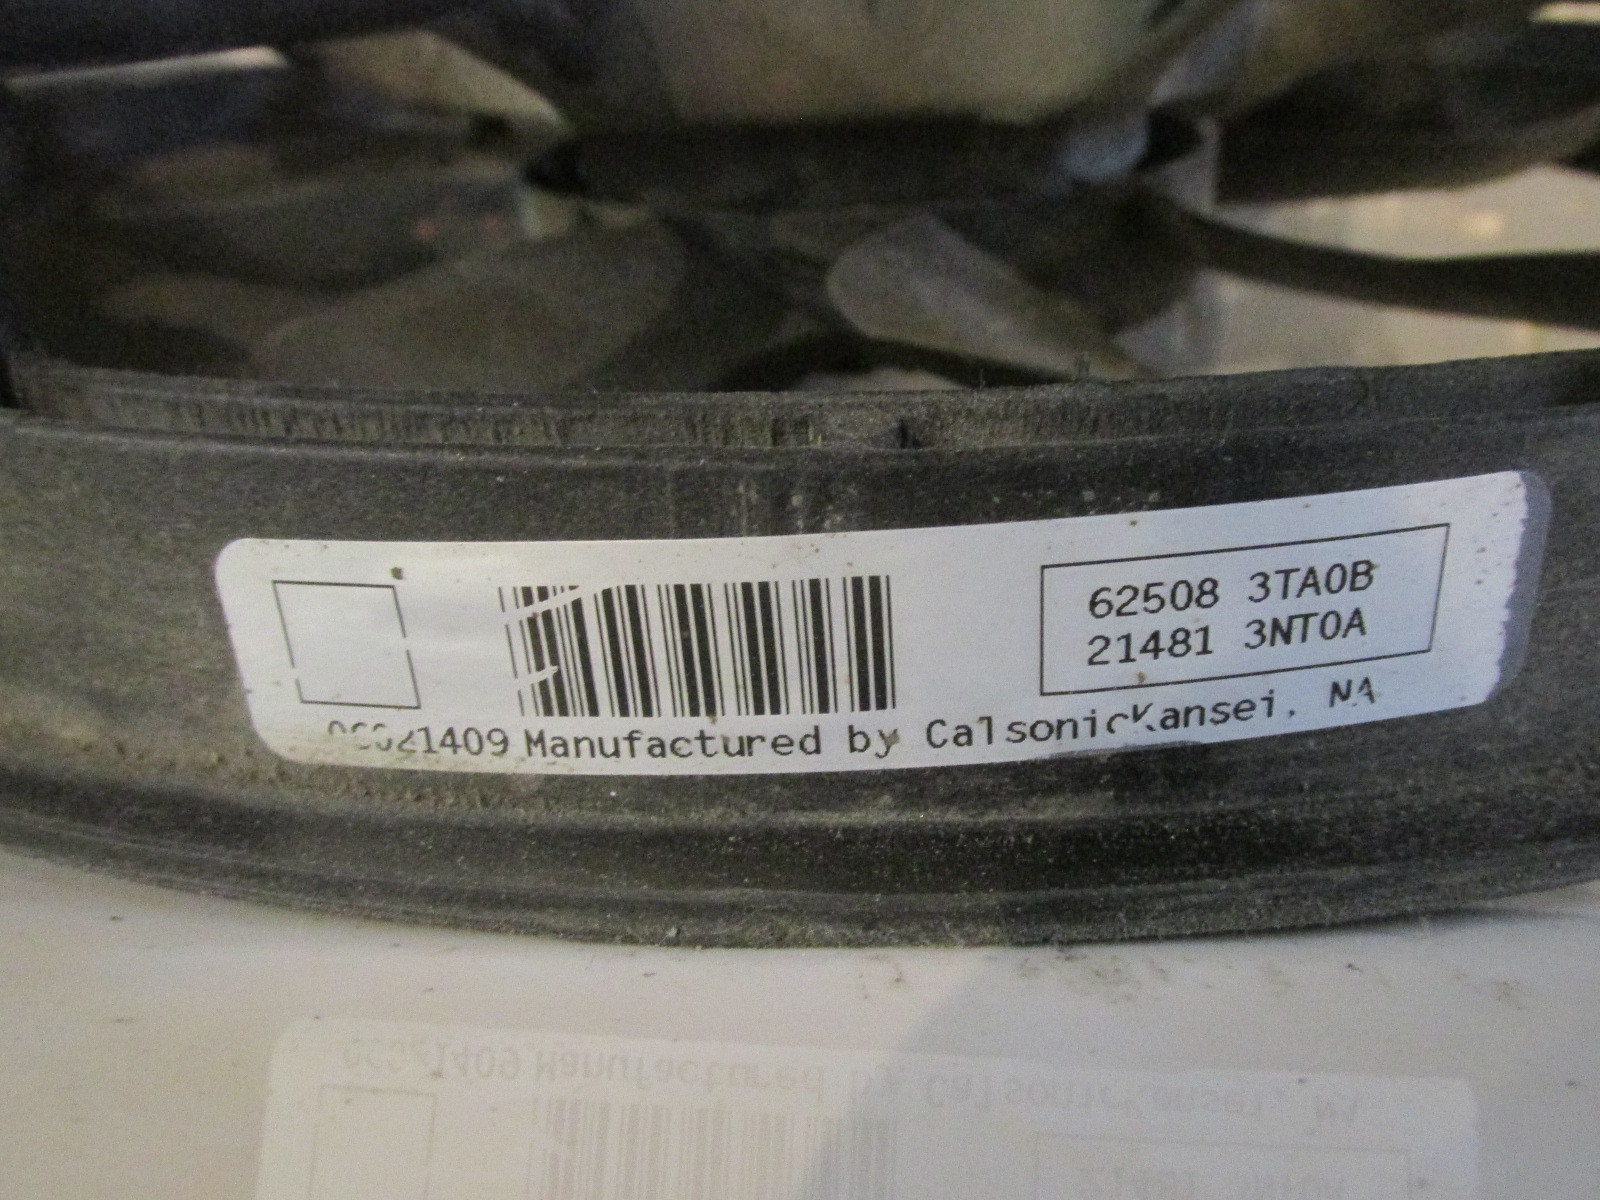 62508 3TA0B
21481 3NT0A
Manufactured by CalsonicKansei, NA